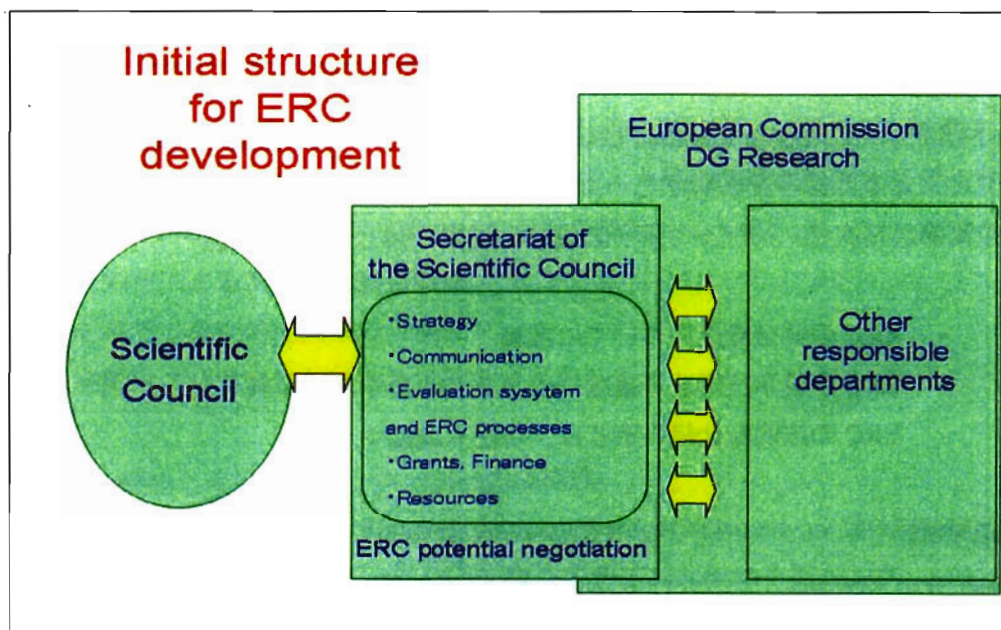 Initial structure
for ERC
development
European Commission
DG Research
Secretariat of
the Scientific Council
Scientific
Council
•Strategy
•Communication
•Evaluation sysytem
and ERC processes
•Grants, Finance
•Resources
ERC potential negotiation
Other
responsible
departments